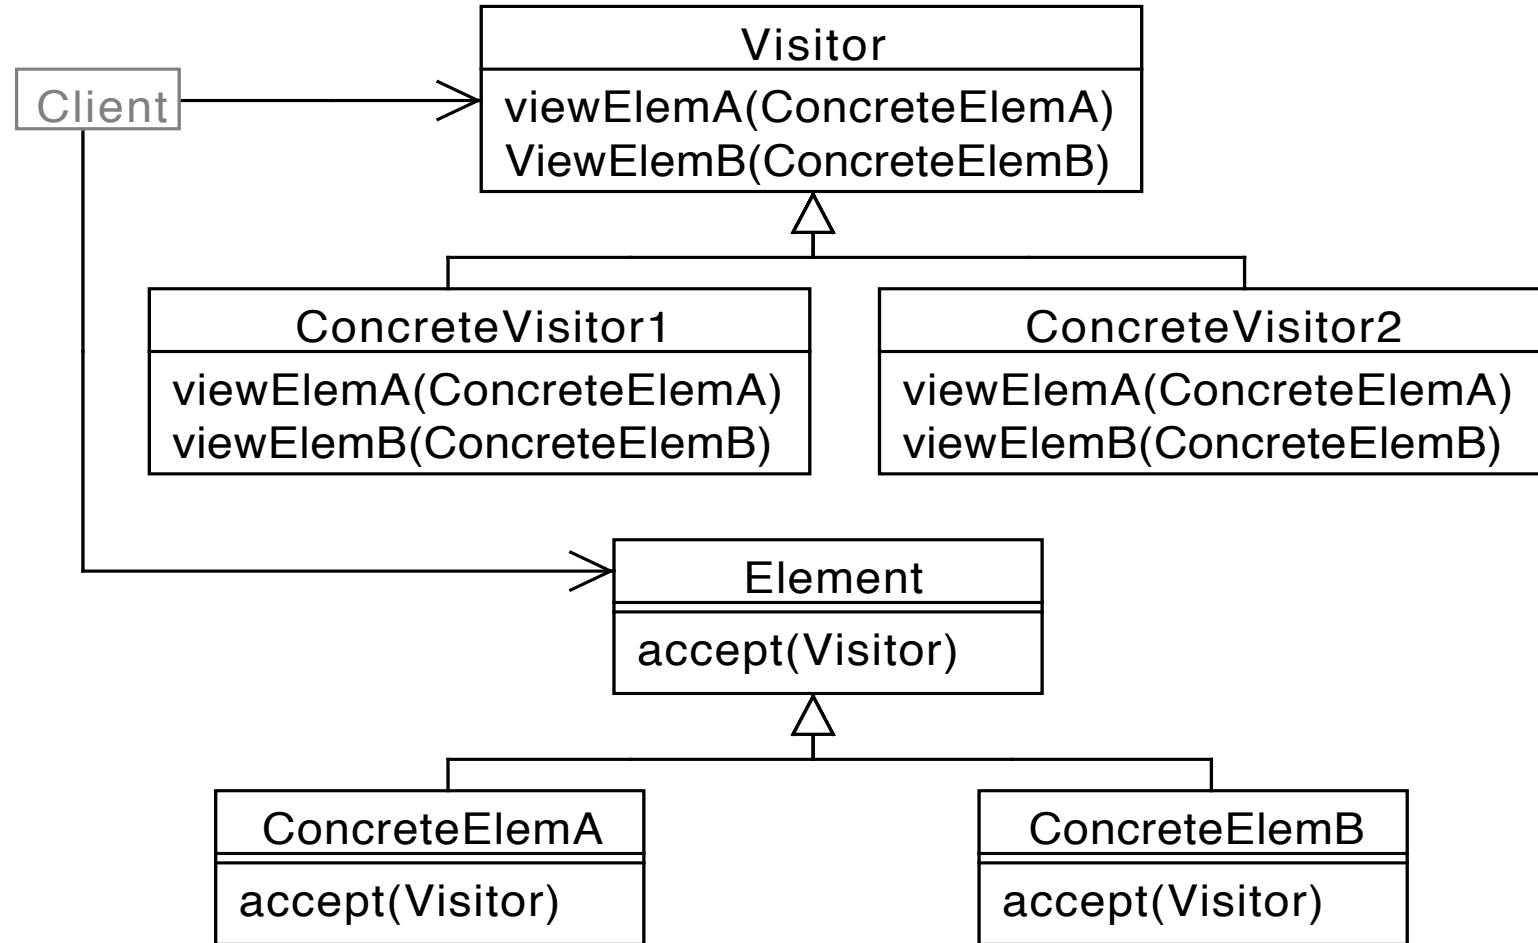 Visitor
Client
viewElemA(ConcreteElemA)
ViewElemB(ConcreteElemB)
ConcreteVisitor1
viewElemA(ConcreteElemA)
viewElemB(ConcreteElemB)
ConcreteVisitor2
viewElemA(ConcreteElemA)
viewElemB(ConcreteElemB)
Element
accept(Visitor)
ConcreteElemA
accept(Visitor)
ConcreteElemB
accept(Visitor)